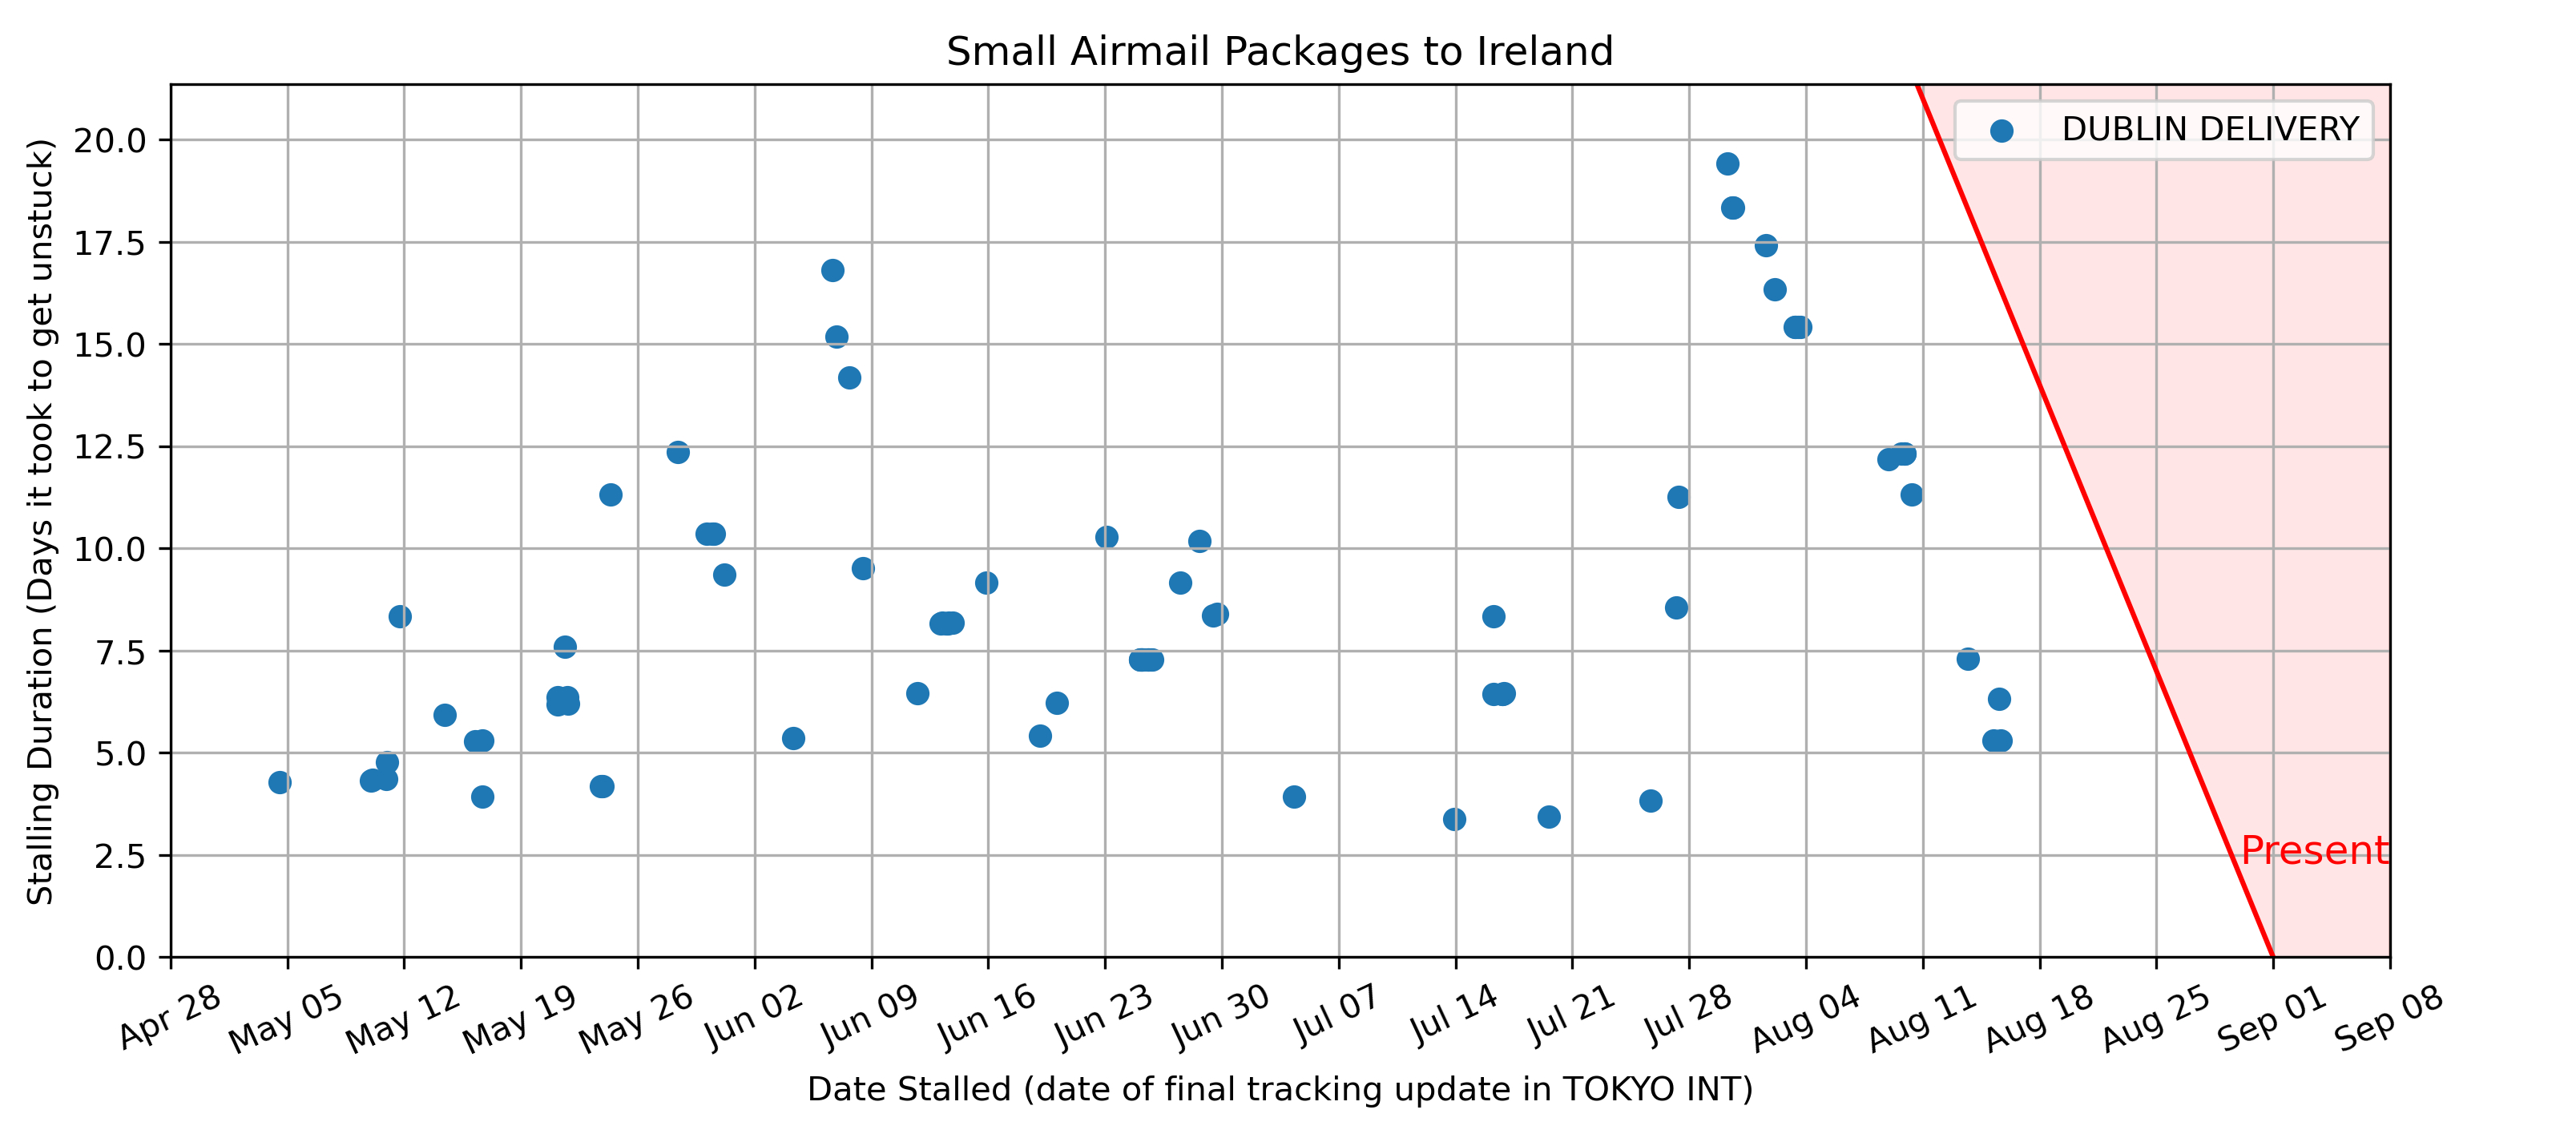 Small Airmail Packages to Ireland
DUBLIN DELIVERY
Stalling Duration (Days it took to get unstuck)
20.0
17.5
15.0
12.5
10.0
7.5
5.0
2.5
0.0
Present
Apr 28
May 05
May 12
May 19
May 26
Jun 02
Jun 09
Jun 16
Jun 23
Jun 30
Jul 07
Jul 14
Jul 21
Jul 28
Aug 04
Aug 11
Aug 18
Aug 25
Sep 01
Sep 08
Date Stalled (date of final tracking update in TOKYO INT)